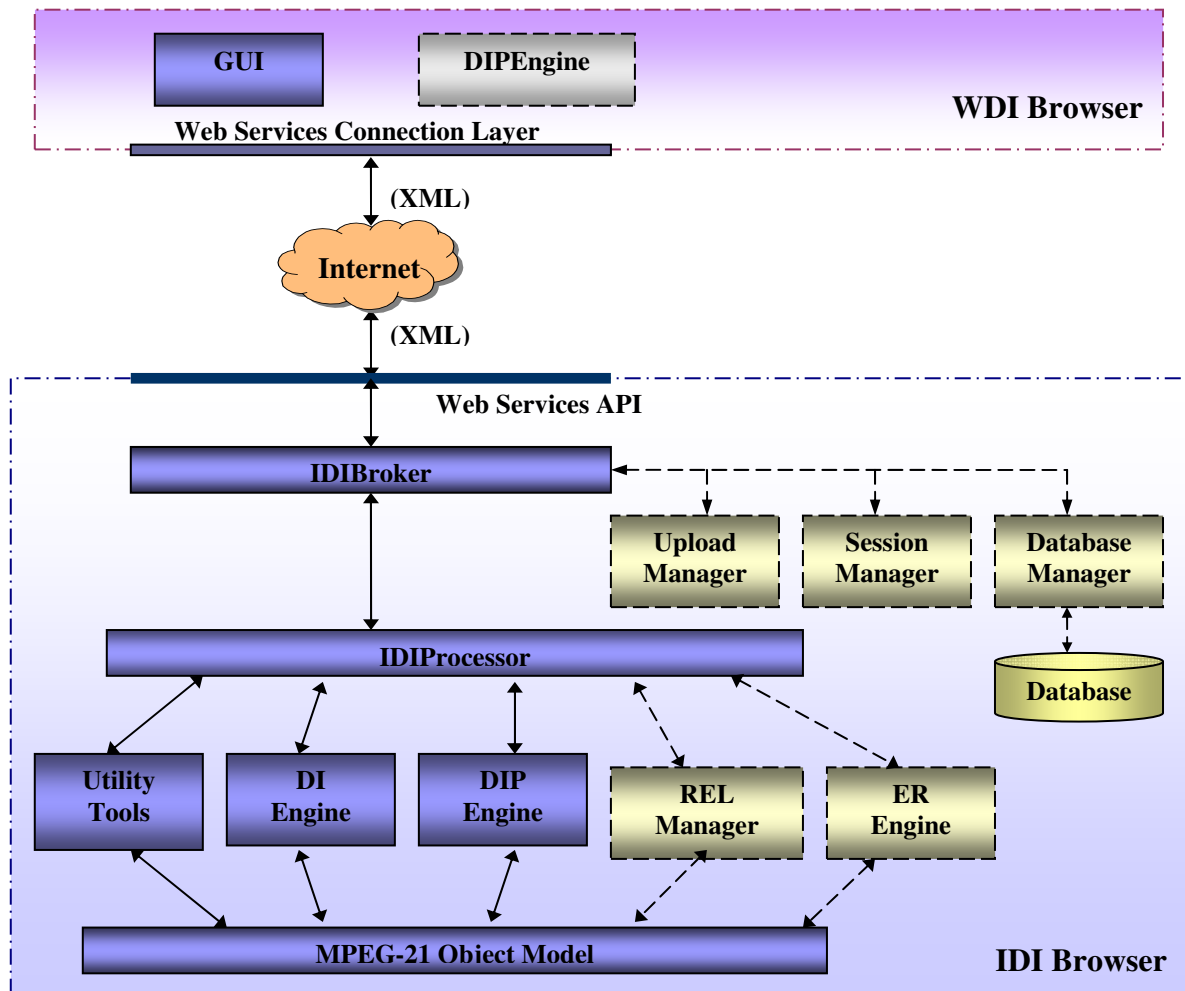 GUI
DIPEngine
WDI Browser
Web Services Connection Layer
(XML)
Internet
(XML)
Web Services API
IDIBroker
Upload
Manager
Session
Manager
Database
Manager
IDIProcessor
Database
Utility
Tools
DI
Engine
DIP
Engine
REL
Manager
ER
Engine
MPEG-21 Object Model
IDI Browser